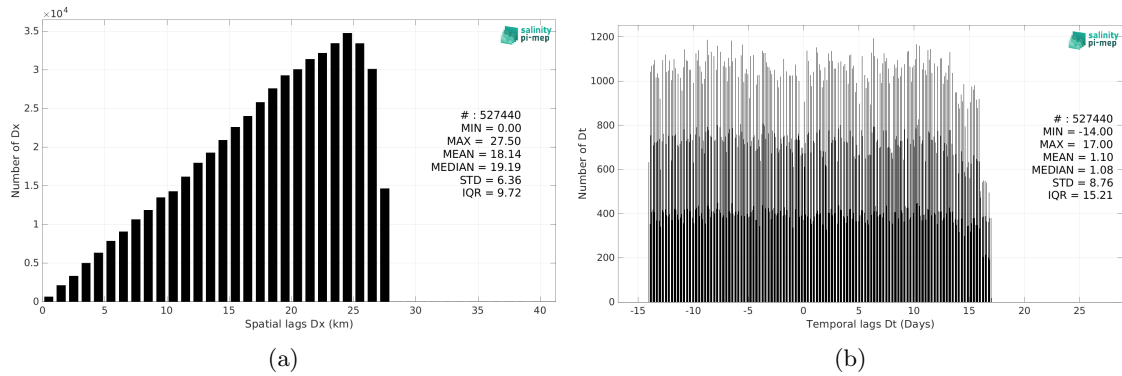 ×10⁴
3.5
3
2.5
2
1.5
1
0.5
0
Number of Dx
0 5 10 15 20 25 30 35 40
Spatial lags Dx (km)
salinity
pi-mep
# : 527440
MIN = 0.00
MAX = 27.50
MEAN = 18.14
MEDIAN = 19.19
STD = 6.36
IQR = 9.72
(a)
1200
1000
800
600
400
200
0
Number of Dt
-15 -10 -5 0 5 10 15 20 25
Temporal lags Dt (Days)
salinity
pi-mep
# : 527440
MIN = -14.00
MAX = 17.00
MEAN = 1.10
MEDIAN = 1.08
STD = 8.76
IQR = 15.21
(b)